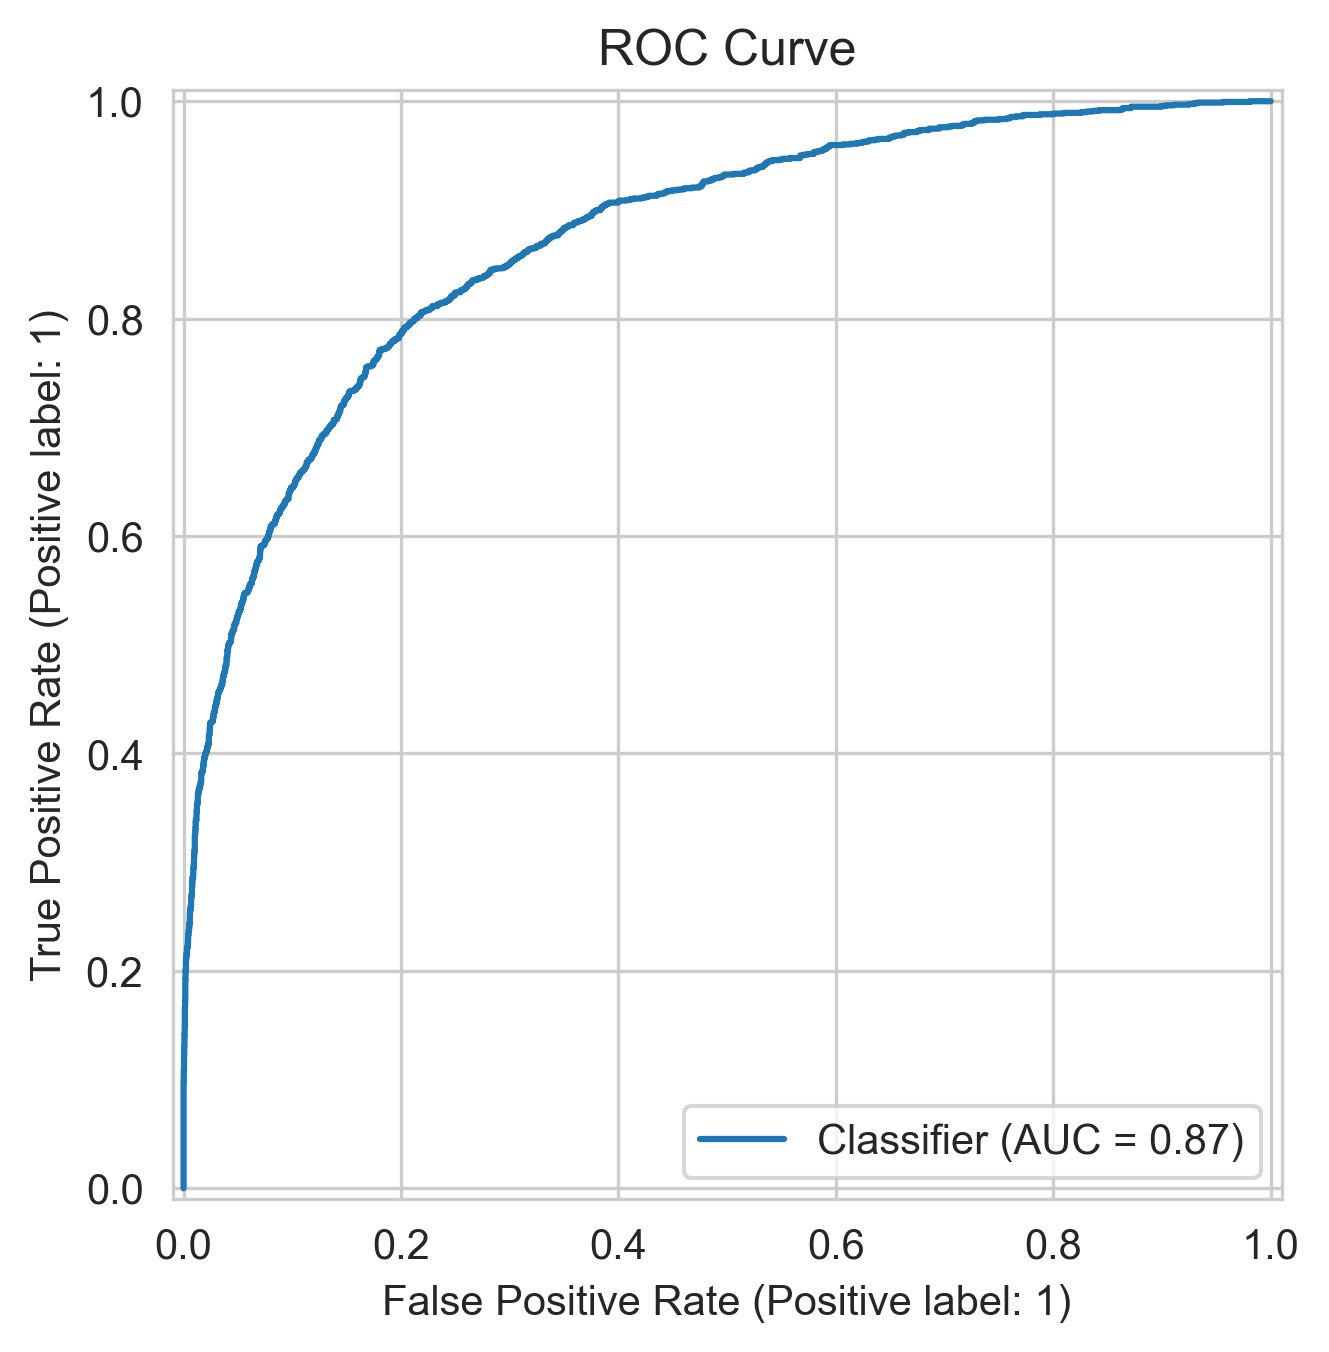 ROC Curve
1.0
0.8
0.6
0.4
0.2
0.0
True Positive Rate (Positive label: 1)
Classifier (AUC = 0.87)
0.0 0.2 0.4 0.6 0.8 1.0
False Positive Rate (Positive label: 1)